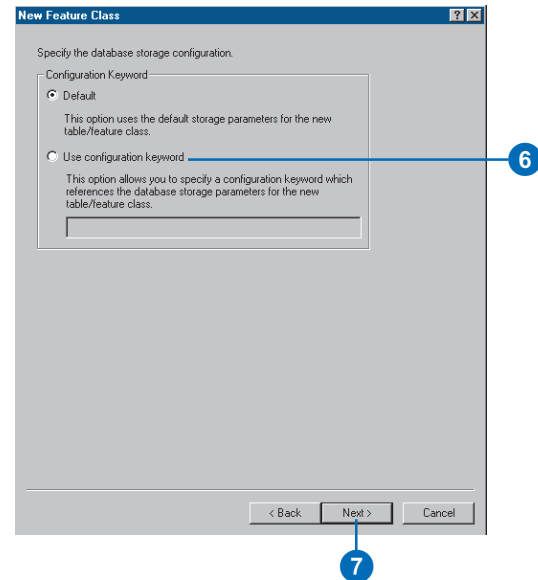 New Feature Class
? X
Specify the database storage configuration.
Configuration Keyword
Default
This option uses the default storage parameters for the new
table/feature class.
Use configuration keyword
6
This option allows you to specify a configuration keyword which
references the database storage parameters for the new
table/feature class.
< Back
Next >
Cancel
7